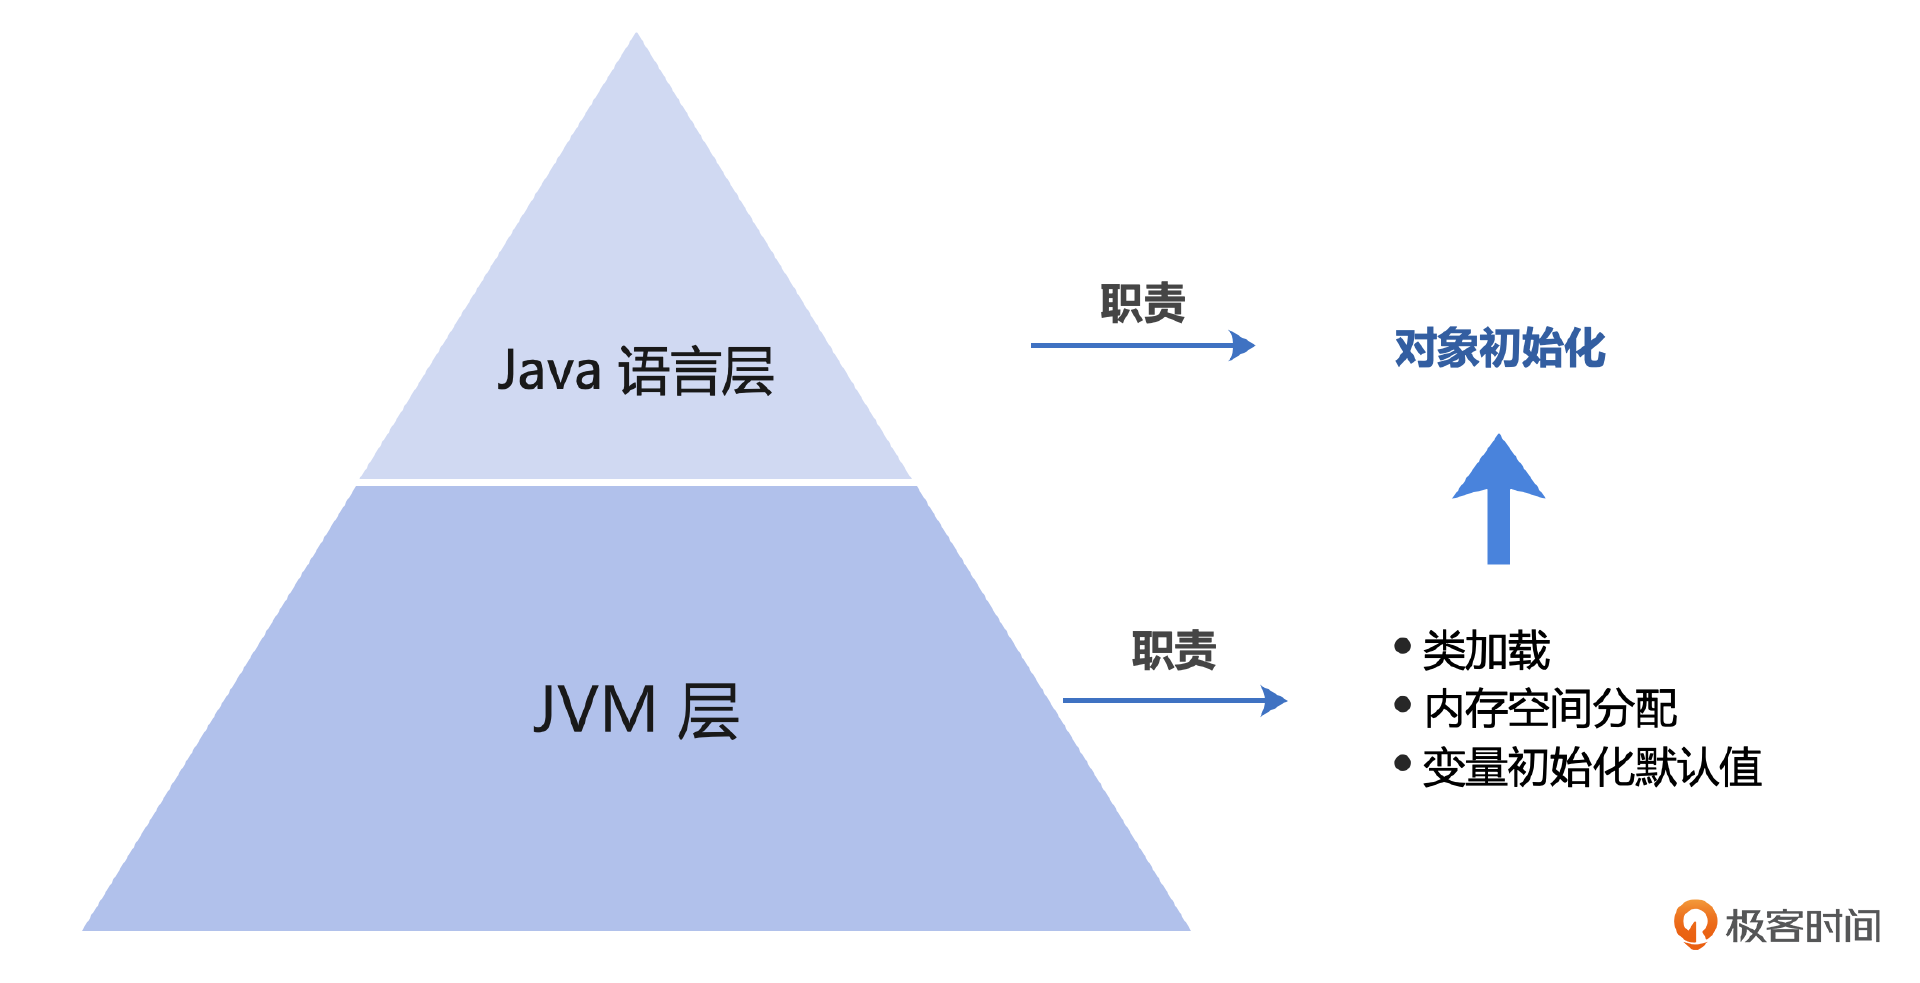 职责
对象初始化
Java 语言层
职责
• 类加载
JVM 层
• 内存空间分配
• 变量初始化默认值
极客时间